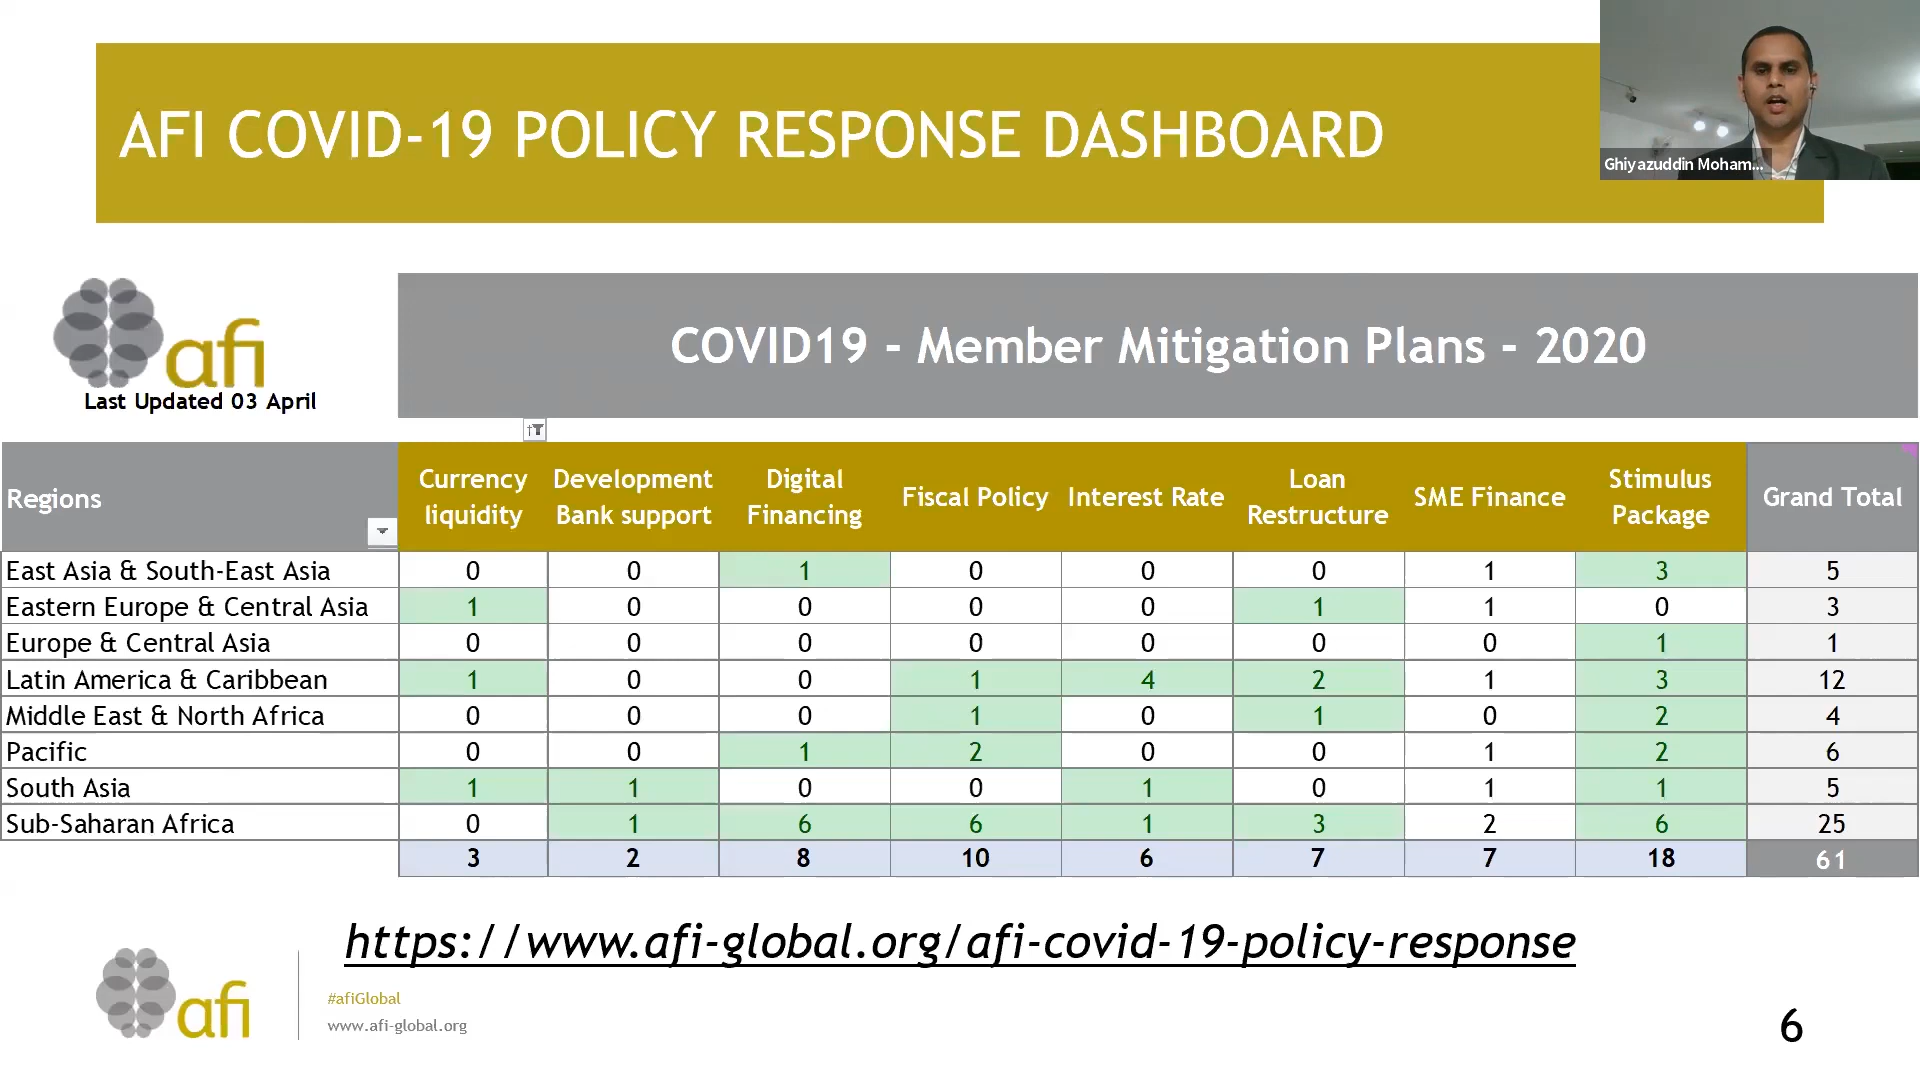 AFI COVID-19 POLICY RESPONSE DASHBOARD
Ghiyazuddin Moham...
afi
Last Updated 03 April
COVID19 - Member Mitigation Plans - 2020
Regions
Currency liquidity
Development Bank support
Digital Financing
Fiscal Policy
Interest Rate
Loan Restructure
SME Finance
Stimulus Package
Grand Total
East Asia & South-East Asia 0 0 1 0 0 0 1 3 5
Eastern Europe & Central Asia 1 0 0 0 0 1 1 0 3
Europe & Central Asia 0 0 0 0 0 0 0 1 1
Latin America & Caribbean 1 0 0 1 4 2 1 3 12
Middle East & North Africa 0 0 0 1 0 1 0 2 4
Pacific 0 0 1 2 0 0 1 2 6
South Asia 1 1 0 0 1 0 1 1 5
Sub-Saharan Africa 0 1 6 6 1 3 2 6 25
3 2 8 10 6 7 7 18 61
https://www.afi-global.org/afi-covid-19-policy-response
afi
#afiGlobal
www.afi-global.org
6